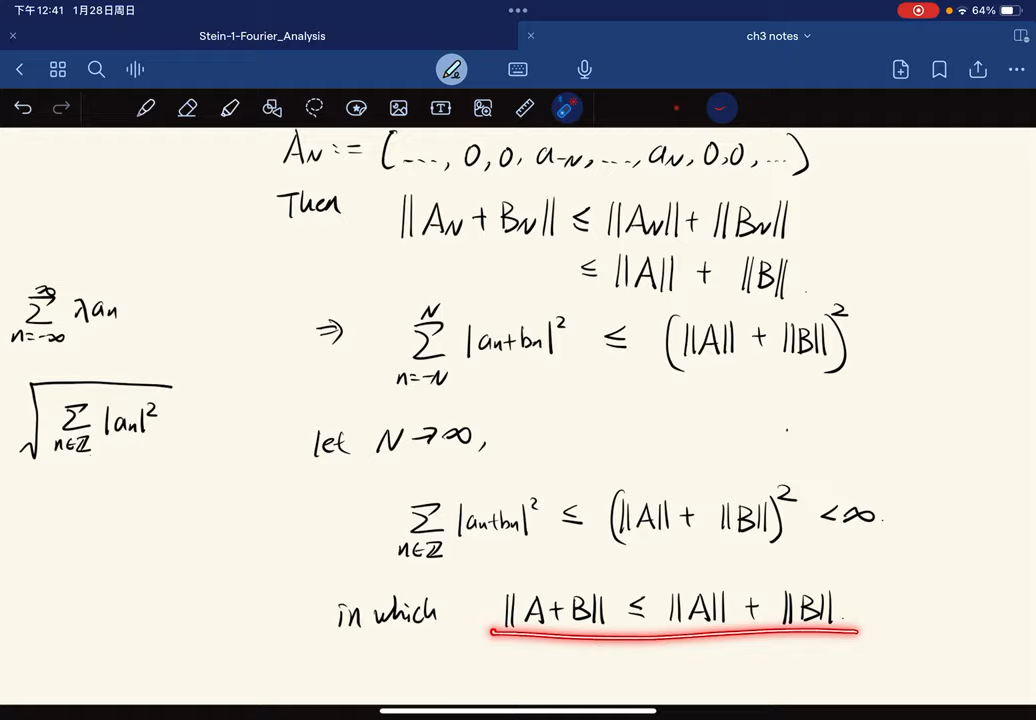 下午12:41 1月28日周日
64%
Stein-1-Fourier_Analysis
ch3 notes
A_N := (..., 0, 0, a_{-N}, ..., a_N, 0, 0, ...)
Then ||A_N + B_N|| ≤ ||A_N|| + ||B_N||
≤ ||A|| + ||B||.
∑_{n=-∞}^{∞} λa_n
⇒ ∑_{n=-N}^{N} |a_n+b_n|² ≤ (||A|| + ||B||)²
√(∑_{n∈ℤ} |a_n|²)
let N→∞,
∑_{n∈ℤ} |a_n+b_n|² ≤ (||A|| + ||B||)² < ∞.
in which ||A+B|| ≤ ||A|| + ||B||.